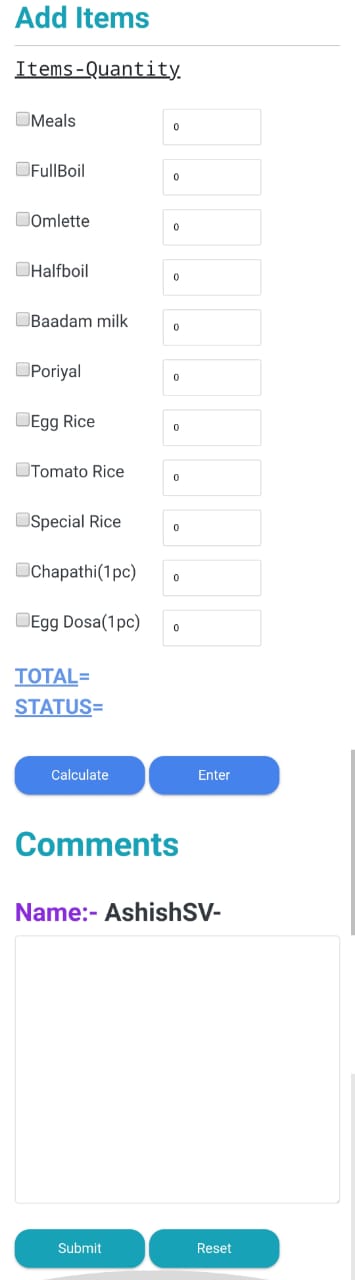 Add Items
Items-Quantity
Meals 0
FullBoil 0
Omlette 0
Halfboil 0
Baadam milk 0
Poriyal 0
Egg Rice 0
Tomato Rice 0
Special Rice 0
Chapathi(1pc) 0
Egg Dosa(1pc) 0
TOTAL=
STATUS=
Calculate Enter
Comments
Name:- AshishSV-
Submit Reset